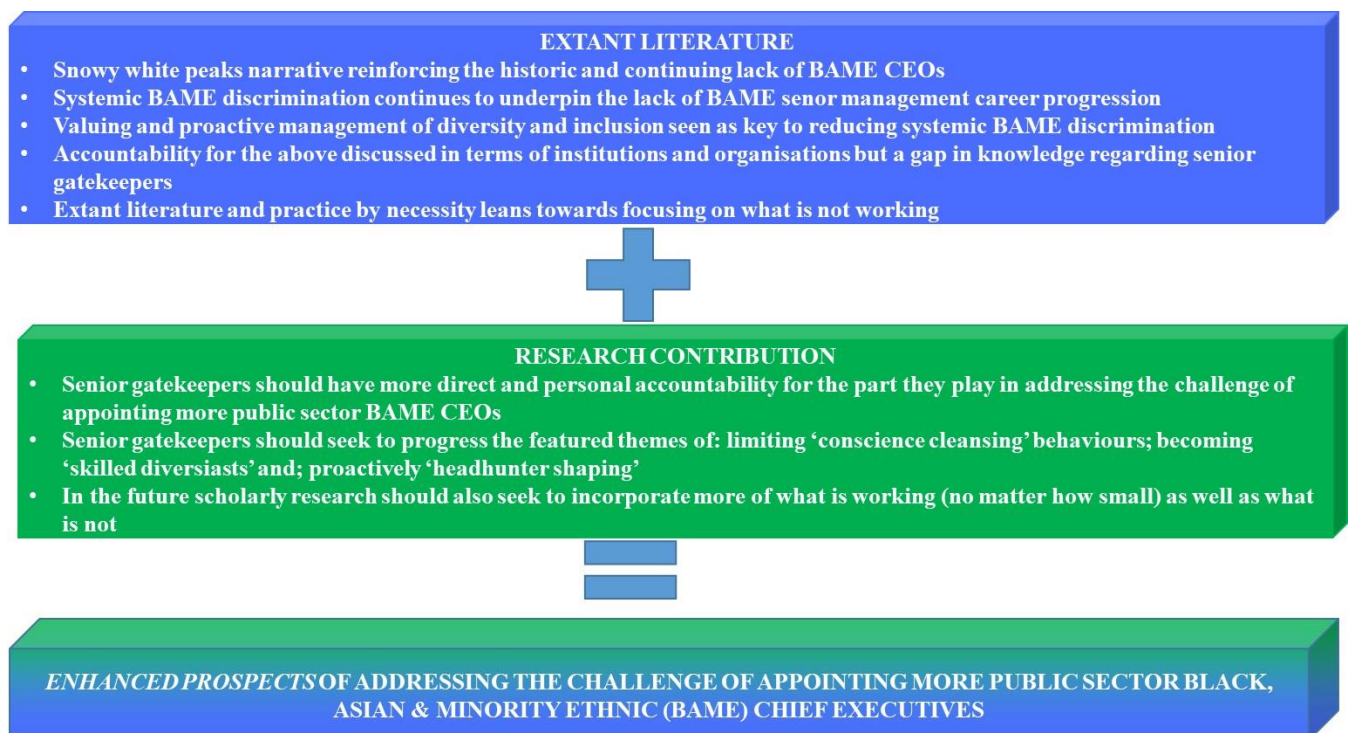 EXTANT LITERATURE
• Snowy white peaks narrative reinforcing the historic and continuing lack of BAME CEOs
• Systemic BAME discrimination continues to underpin the lack of BAME senor management career progression
• Valuing and proactive management of diversity and inclusion seen as key to reducing systemic BAME discrimination
• Accountability for the above discussed in terms of institutions and organisations but a gap in knowledge regarding senior
gatekeepers
• Extant literature and practice by necessity leans towards focusing on what is not working
RESEARCH CONTRIBUTION
• Senior gatekeepers should have more direct and personal accountability for the part they play in addressing the challenge of
appointing more public sector BAME CEOs
• Senior gatekeepers should seek to progress the featured themes of: limiting ‘conscience cleansing’ behaviours; becoming
‘skilled diversiasts’ and; proactively ‘headhunter shaping’
• In the future scholarly research should also seek to incorporate more of what is working (no matter how small) as well as what
is not
ENHANCED PROSPECTS OF ADDRESSING THE CHALLENGE OF APPOINTING MORE PUBLIC SECTOR BLACK,
ASIAN & MINORITY ETHNIC (BAME) CHIEF EXECUTIVES